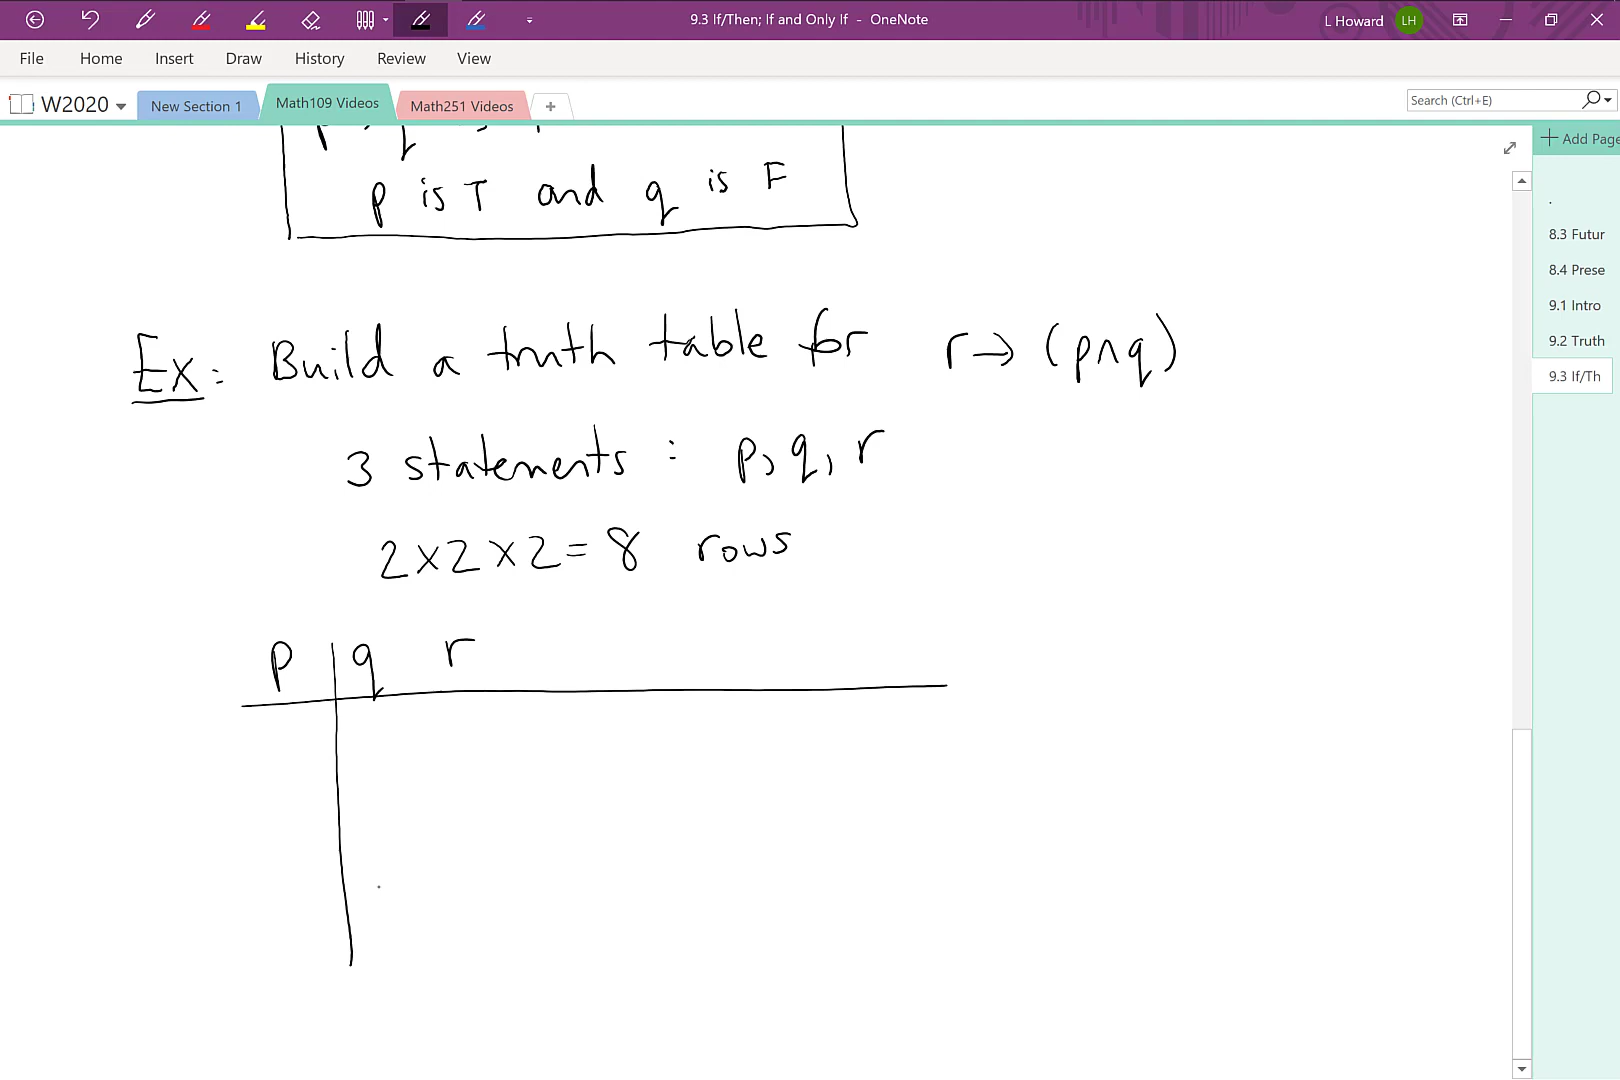 9.3 If/Then; If and Only If - OneNote
L Howard LH
File Home Insert Draw History Review View
W2020 New Section 1 Math109 Videos Math251 Videos +
Search (Ctrl+E)
+ Add Page
8.3 Futur
8.4 Prese
9.1 Intro
9.2 Truth
9.3 If/Th
p is T and q is F
Ex: Build a truth table for r → (p∧q)
3 statements : p, q, r
2×2×2=8 rows
p q r